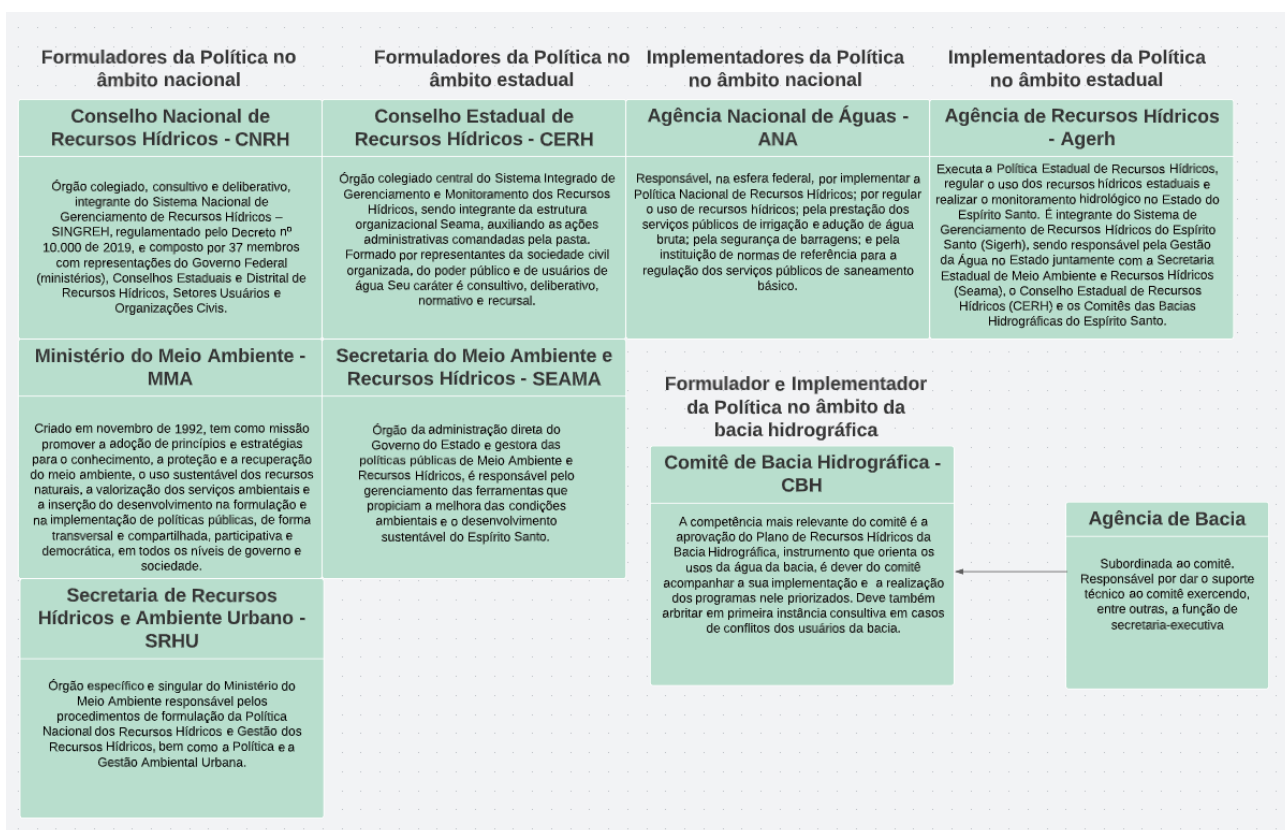 Formuladores da Política no
âmbito nacional
Conselho Nacional de
Recursos Hídricos - CNRH
Órgão colegiado, consultivo e deliberativo,
integrante do Sistema Nacional de
Gerenciamento de Recursos Hídricos –
SINGREH, regulamentado pelo Decreto nº
10.000 de 2019, e composto por 37 membros
com representações do Governo Federal
(ministérios), Conselhos Estaduais e Distrital de
Recursos Hídricos, Setores Usuários e
Organizações Civis.
Ministério do Meio Ambiente -
MMA
Criado em novembro de 1992, tem como missão
promover a adoção de princípios e estratégias
para o conhecimento, a proteção e a recuperação
do meio ambiente, o uso sustentável dos recursos
naturais, a valorização dos serviços ambientais e
a inserção do desenvolvimento na formulação e
na implementação de políticas públicas, de forma
transversal e compartilhada, participativa e
democrática, em todos os níveis de governo e
sociedade.
Secretaria de Recursos
Hídricos e Ambiente Urbano -
SRHU
Órgão específico e singular do Ministério do
Meio Ambiente responsável pelos
procedimentos de formulação da Política
Nacional dos Recursos Hídricos e Gestão dos
Recursos Hídricos, bem como a Política e a
Gestão Ambiental Urbana.
Formuladores da Política no
âmbito estadual
Conselho Estadual de
Recursos Hídricos - CERH
Órgão colegiado central do Sistema Integrado de
Gerenciamento e Monitoramento dos Recursos
Hídricos, sendo integrante da estrutura
organizacional Seama, auxiliando as ações
administrativas comandadas pela pasta.
Formado por representantes da sociedade civil
organizada, do poder público e de usuários de
água Seu caráter é consultivo, deliberativo,
normativo e recursal.
Secretaria do Meio Ambiente e
Recursos Hídricos - SEAMA
Órgão da administração direta do
Governo do Estado e gestora das
políticas públicas de Meio Ambiente e
Recursos Hídricos, é responsável pelo
gerenciamento das ferramentas que
propiciam a melhora das condições
ambientais e o desenvolvimento
sustentável do Espírito Santo.
Implementadores da Política
no âmbito nacional
Agência Nacional de Águas -
ANA
Responsável, na esfera federal, por implementar a
Política Nacional de Recursos Hídricos; por regular
o uso de recursos hídricos; pela prestação dos
serviços públicos de irrigação e adução de água
bruta; pela segurança de barragens; e pela
instituição de normas de referência para a
regulação dos serviços públicos de saneamento
básico.
Implementadores da Política
no âmbito estadual
Agência de Recursos Hídricos
- Agerh
Executa a Política Estadual de Recursos Hídricos,
regular o uso dos recursos hídricos estaduais e
realizar o monitoramento hidrológico no Estado do
Espírito Santo. É integrante do Sistema de
Gerenciamento de Recursos Hídricos do Espírito
Santo (Sigerh), sendo responsável pela Gestão
da Água no Estado juntamente com a Secretaria
Estadual de Meio Ambiente e Recursos Hídricos
(Seama), o Conselho Estadual de Recursos
Hídricos (CERH) e os Comitês das Bacias
Hidrográficas do Espírito Santo.
Formulador e Implementador
da Política no âmbito da
bacia hidrográfica
Comitê de Bacia Hidrográfica -
CBH
A competência mais relevante do comitê é a
aprovação do Plano de Recursos Hídricos da
Bacia Hidrográfica, instrumento que orienta os
usos da água da bacia, é dever do comitê
acompanhar a sua implementação e a realização
dos programas nele priorizados. Deve também
arbritar em primeira instância consultiva em casos
de conflitos dos usuários da bacia.
Agência de Bacia
Subordinada ao comitê.
Responsável por dar o suporte
técnico ao comitê exercendo,
entre outras, a função de
secretaria-executiva